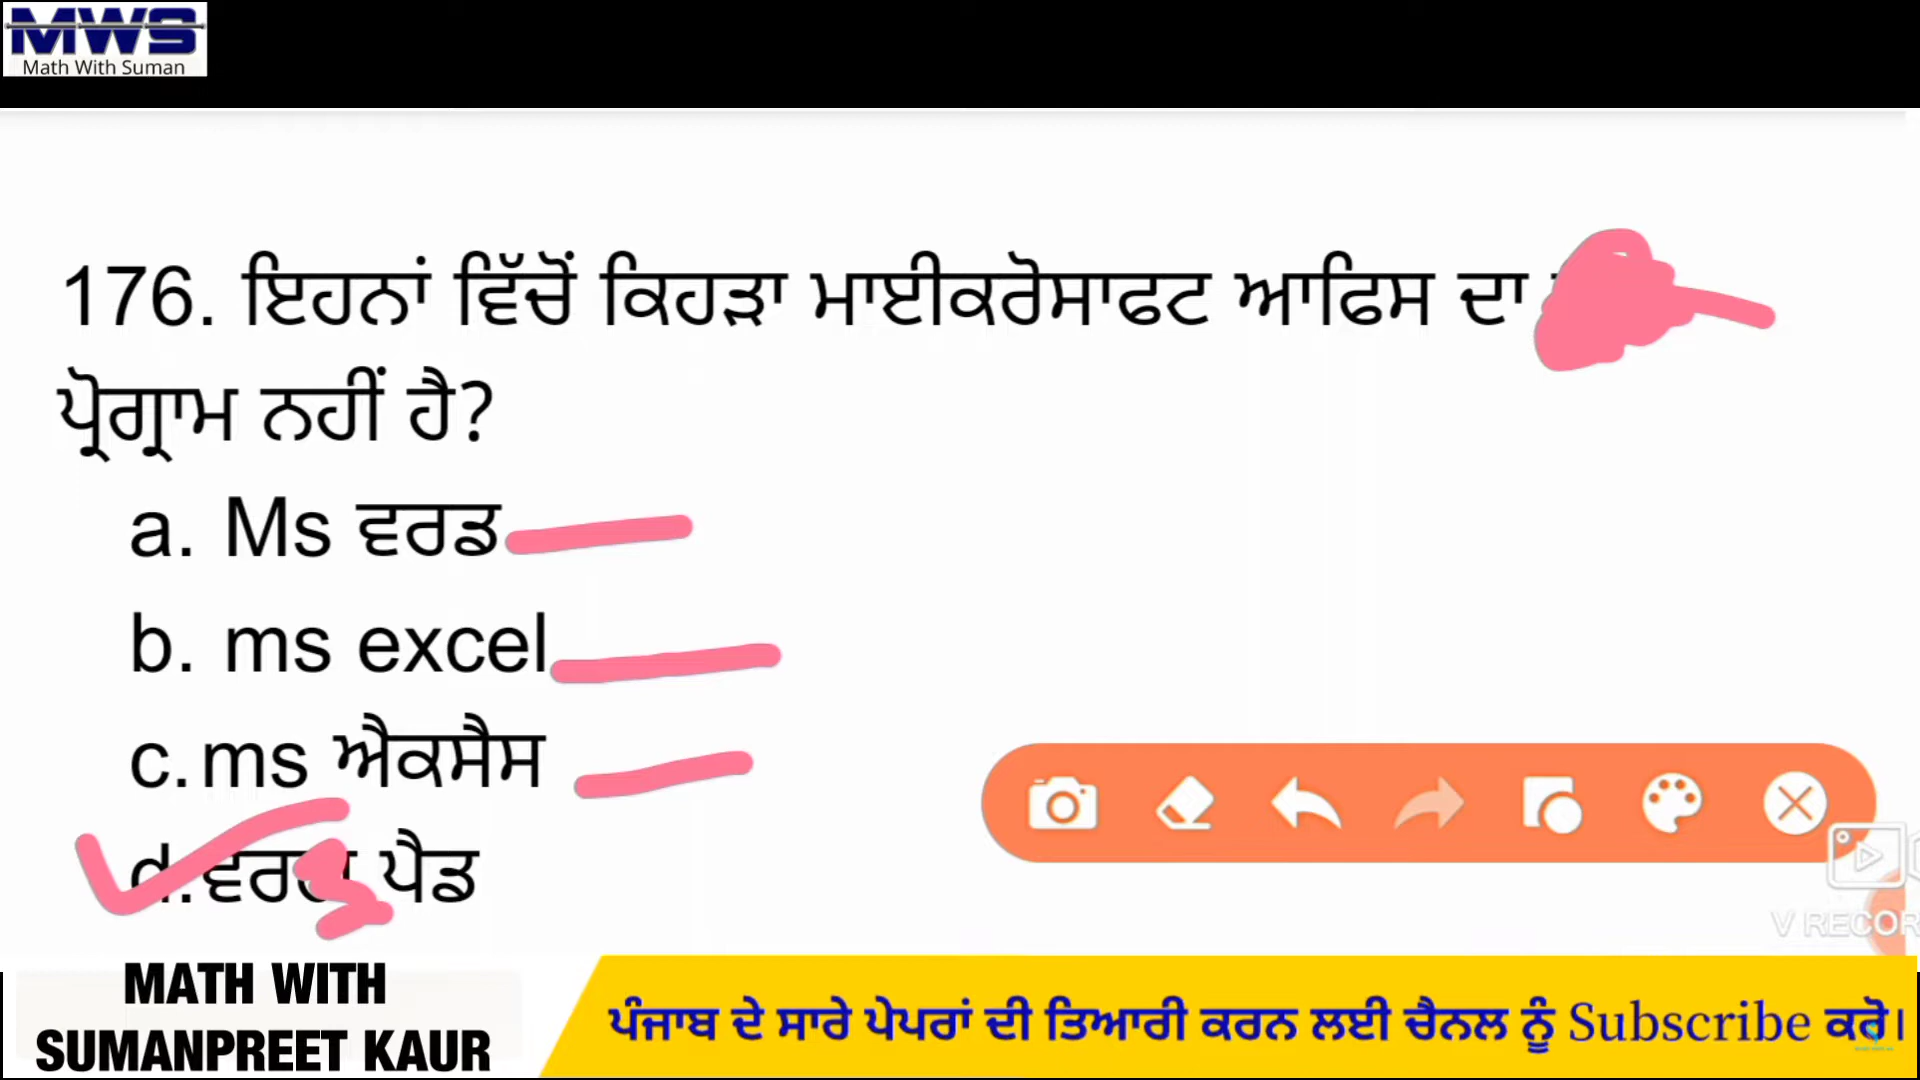 MWS
Math With Suman
176. ਇਹਨਾਂ ਵਿੱਚੋਂ ਕਿਹੜਾ ਮਾਈਕਰੋਸਾਫਟ ਆਫਿਸ ਦਾ
ਪ੍ਰੋਗ੍ਰਾਮ ਨਹੀਂ ਹੈ?
a. Ms ਵਰਡ
b. ms excel
c. ms ਐਕਸੈਸ
d. ਪੈਡ
V RECOR
MATH WITH
SUMANPREET KAUR
ਪੰਜਾਬ ਦੇ ਸਾਰੇ ਪੇਪਰਾਂ ਦੀ ਤਿਆਰੀ ਕਰਨ ਲਈ ਚੈਨਲ ਨੂੰ Subscribe ਕਰੋ।